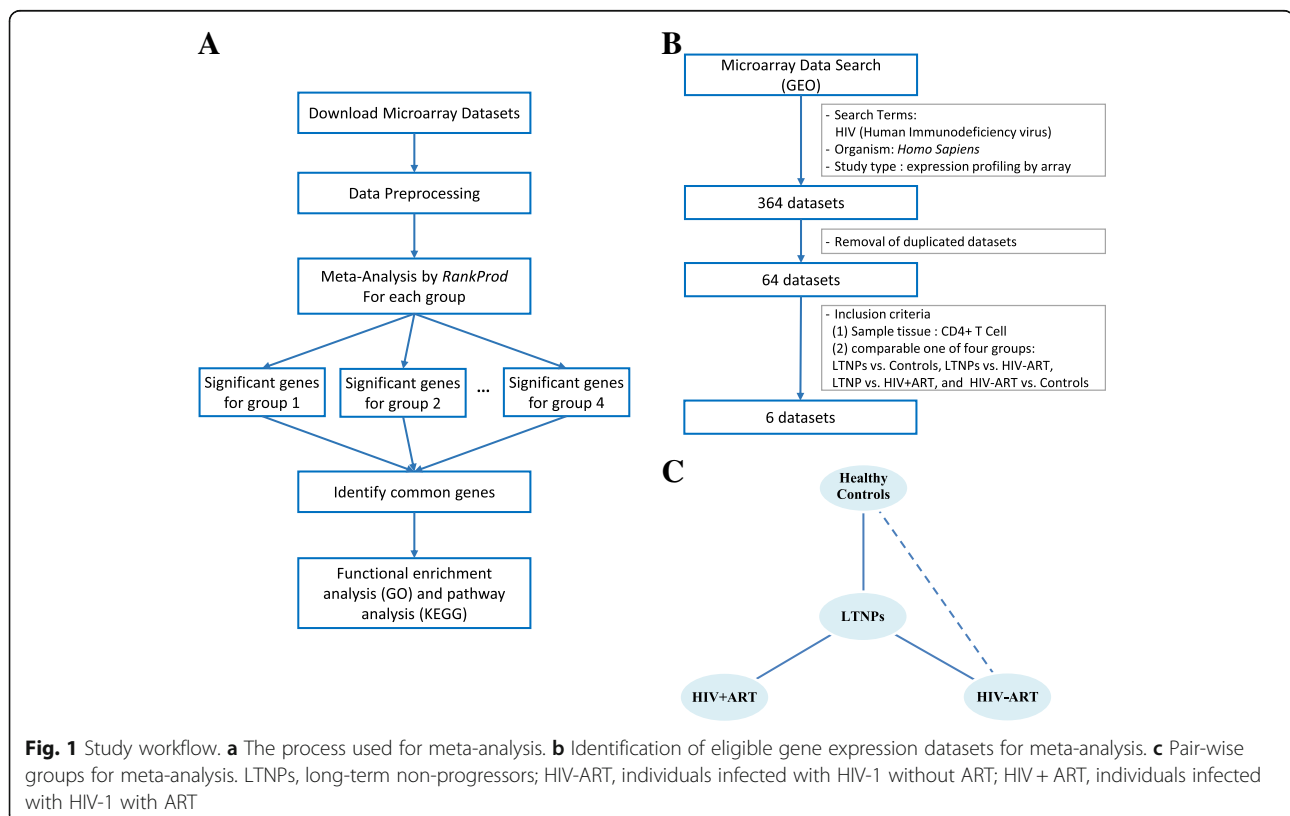 A
Download Microarray Datasets
Data Preprocessing
Meta-Analysis by RankProd
For each group
Significant genes
for group 1
Significant genes
for group 2
...
Significant genes
for group 4
Identify common genes
Functional enrichment
analysis (GO) and pathway
analysis (KEGG)
B
Microarray Data Search
(GEO)
- Search Terms:
HIV (Human Immunodeficiency virus)
- Organism: Homo Sapiens
- Study type : expression profiling by array
364 datasets
- Removal of duplicated datasets
64 datasets
- Inclusion criteria
(1) Sample tissue : CD4+ T Cell
(2) comparable one of four groups:
LTNPs vs. Controls, LTNPs vs. HIV-ART,
LTNP vs. HIV+ART, and HIV-ART vs. Controls
6 datasets
C
Healthy
Controls
LTNPs
HIV+ART
HIV-ART
Fig. 1 Study workflow. a The process used for meta-analysis. b Identification of eligible gene expression datasets for meta-analysis. c Pair-wise
groups for meta-analysis. LTNPs, long-term non-progressors; HIV-ART, individuals infected with HIV-1 without ART; HIV + ART, individuals infected
with HIV-1 with ART